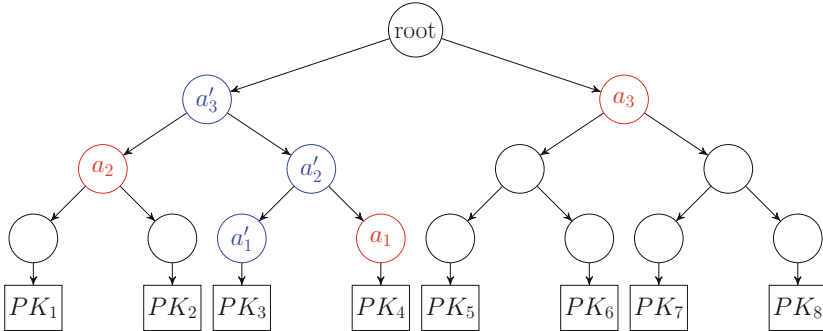 root
a′₃ a₃
a₂ a′₂
a′₁ a₁
PK₁ PK₂ PK₃ PK₄ PK₅ PK₆ PK₇ PK₈